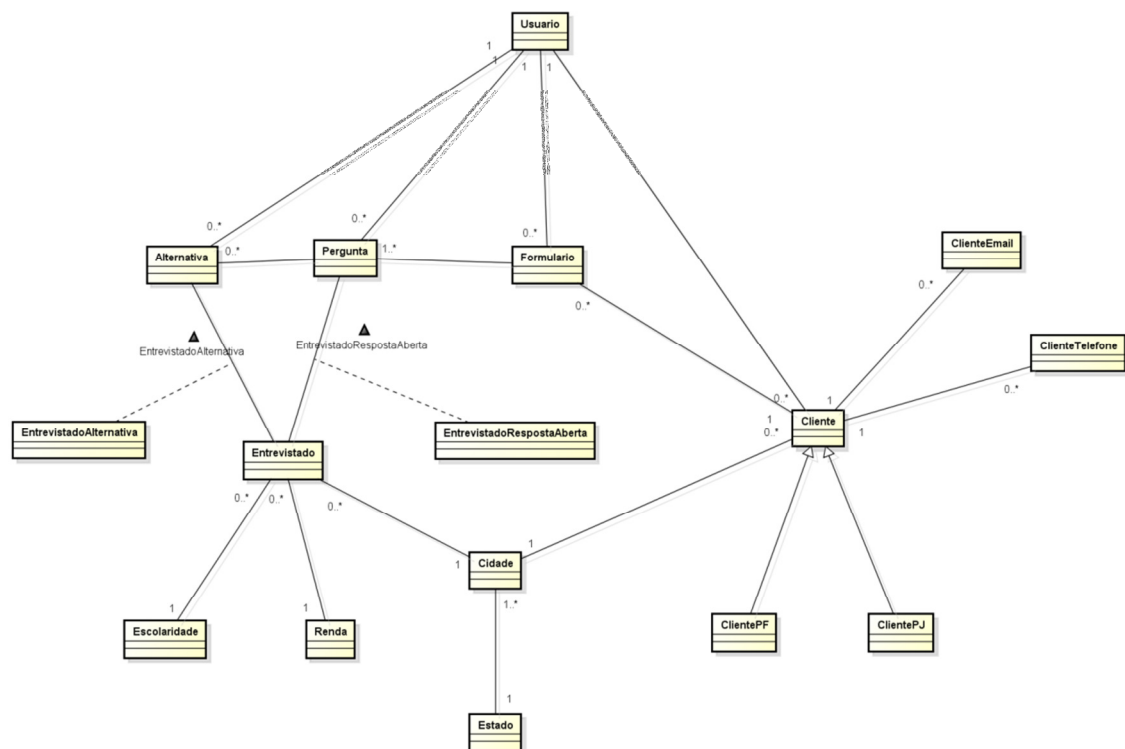 Usuario
1
1
1
1
0..*
0..*
0..*
Alternativa
0..*
Pergunta
1..*
Formulario
ClienteEmail
0..*
0..*
EntrevistadoAlternativa
EntrevistadoRespostaAberta
ClienteTelefone
0..*
0..*
1
1
Cliente
0..*
1
EntrevistadoAlternativa
EntrevistadoRespostaAberta
Entrevistado
0..*
0..*
0..*
1
1
Cidade
1..*
1
1
Escolaridade
Renda
ClientePF
ClientePJ
1
Estado